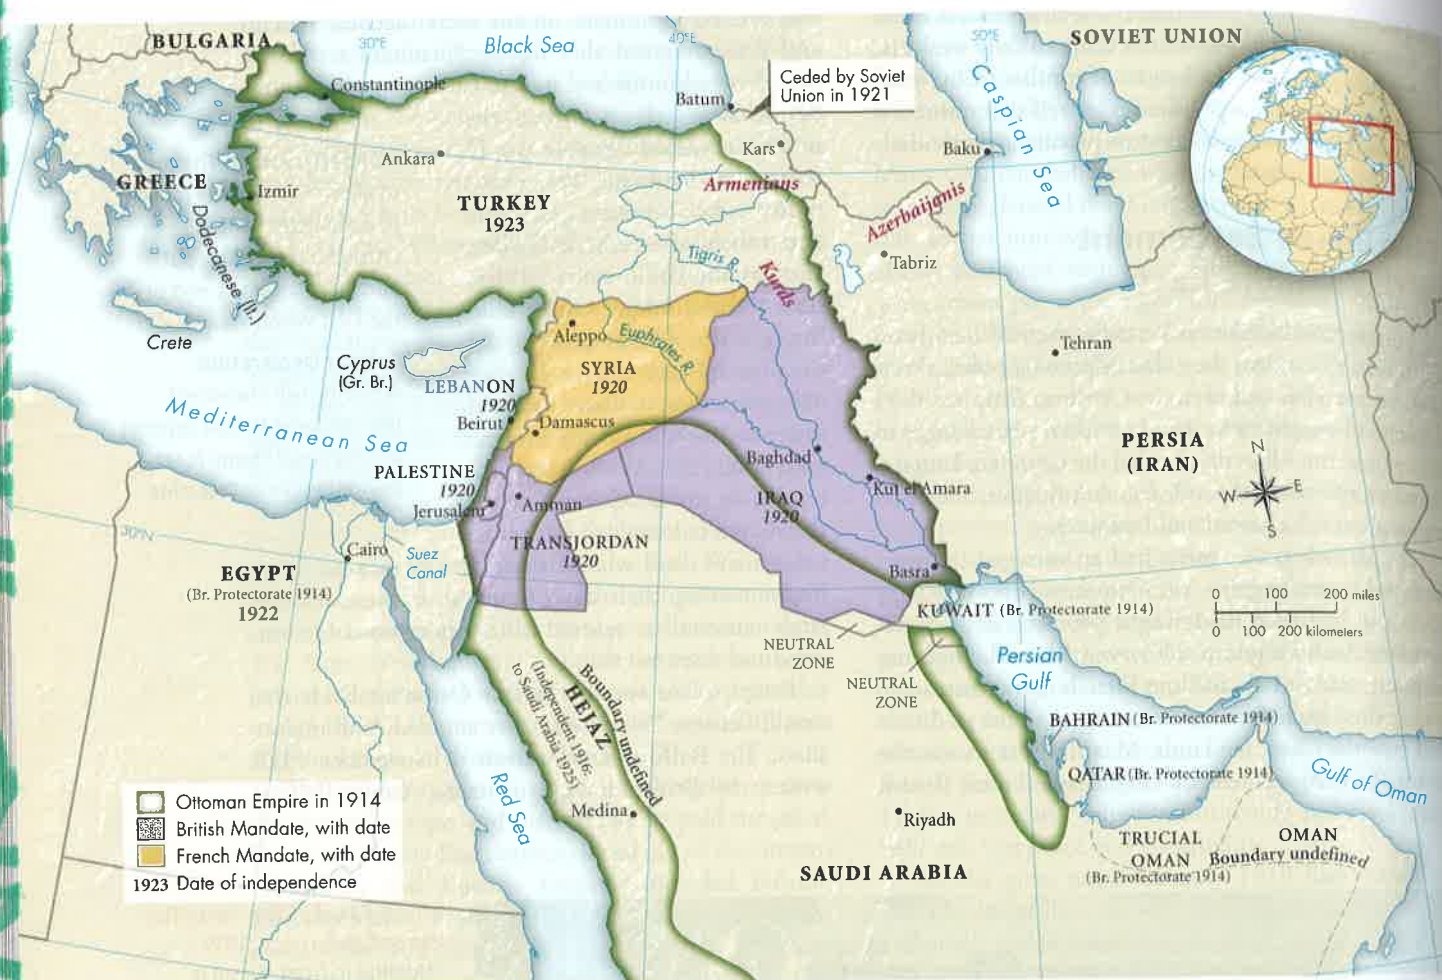 BULGARIA
30°E
Black Sea
40°E
50°E
SOVIET UNION
Constantinople
Batum
Ceded by Soviet
Union in 1921
Caspian Sea
Ankara
Kars
Baku
GREECE
Izmir
TURKEY
1923
Armenians
Azerbaijanis
Dodecanese (It.)
Tigris R.
Kurds
Tabriz
Crete
Cyprus
(Gr. Br.)
Aleppo
Euphrates R.
SYRIA
1920
Tehran
LEBANON
1920
Beirut
Damascus
Mediterranean Sea
PERSIA
(IRAN)
PALESTINE
1920
Jerusalem
Amman
Baghdad
IRAQ
1920
Kut el Amara
N
W
E
S
30°N
Cairo
Suez
Canal
TRANSJORDAN
1920
Basra
EGYPT
(Br. Protectorate 1914)
1922
KUWAIT (Br. Protectorate 1914)
0 100 200 miles
0 100 200 kilometers
NEUTRAL
ZONE
NEUTRAL
ZONE
Persian
Gulf
Boundary undefined
HEJAZ
(Independent 1916;
to Saudi Arabia 1925)
BAHRAIN (Br. Protectorate 1914)
QATAR (Br. Protectorate 1914)
Gulf of Oman
Red Sea
Medina
Riyadh
SAUDI ARABIA
TRUCIAL
OMAN
(Br. Protectorate 1914)
OMAN
Boundary undefined
Ottoman Empire in 1914
British Mandate, with date
French Mandate, with date
1923 Date of independence